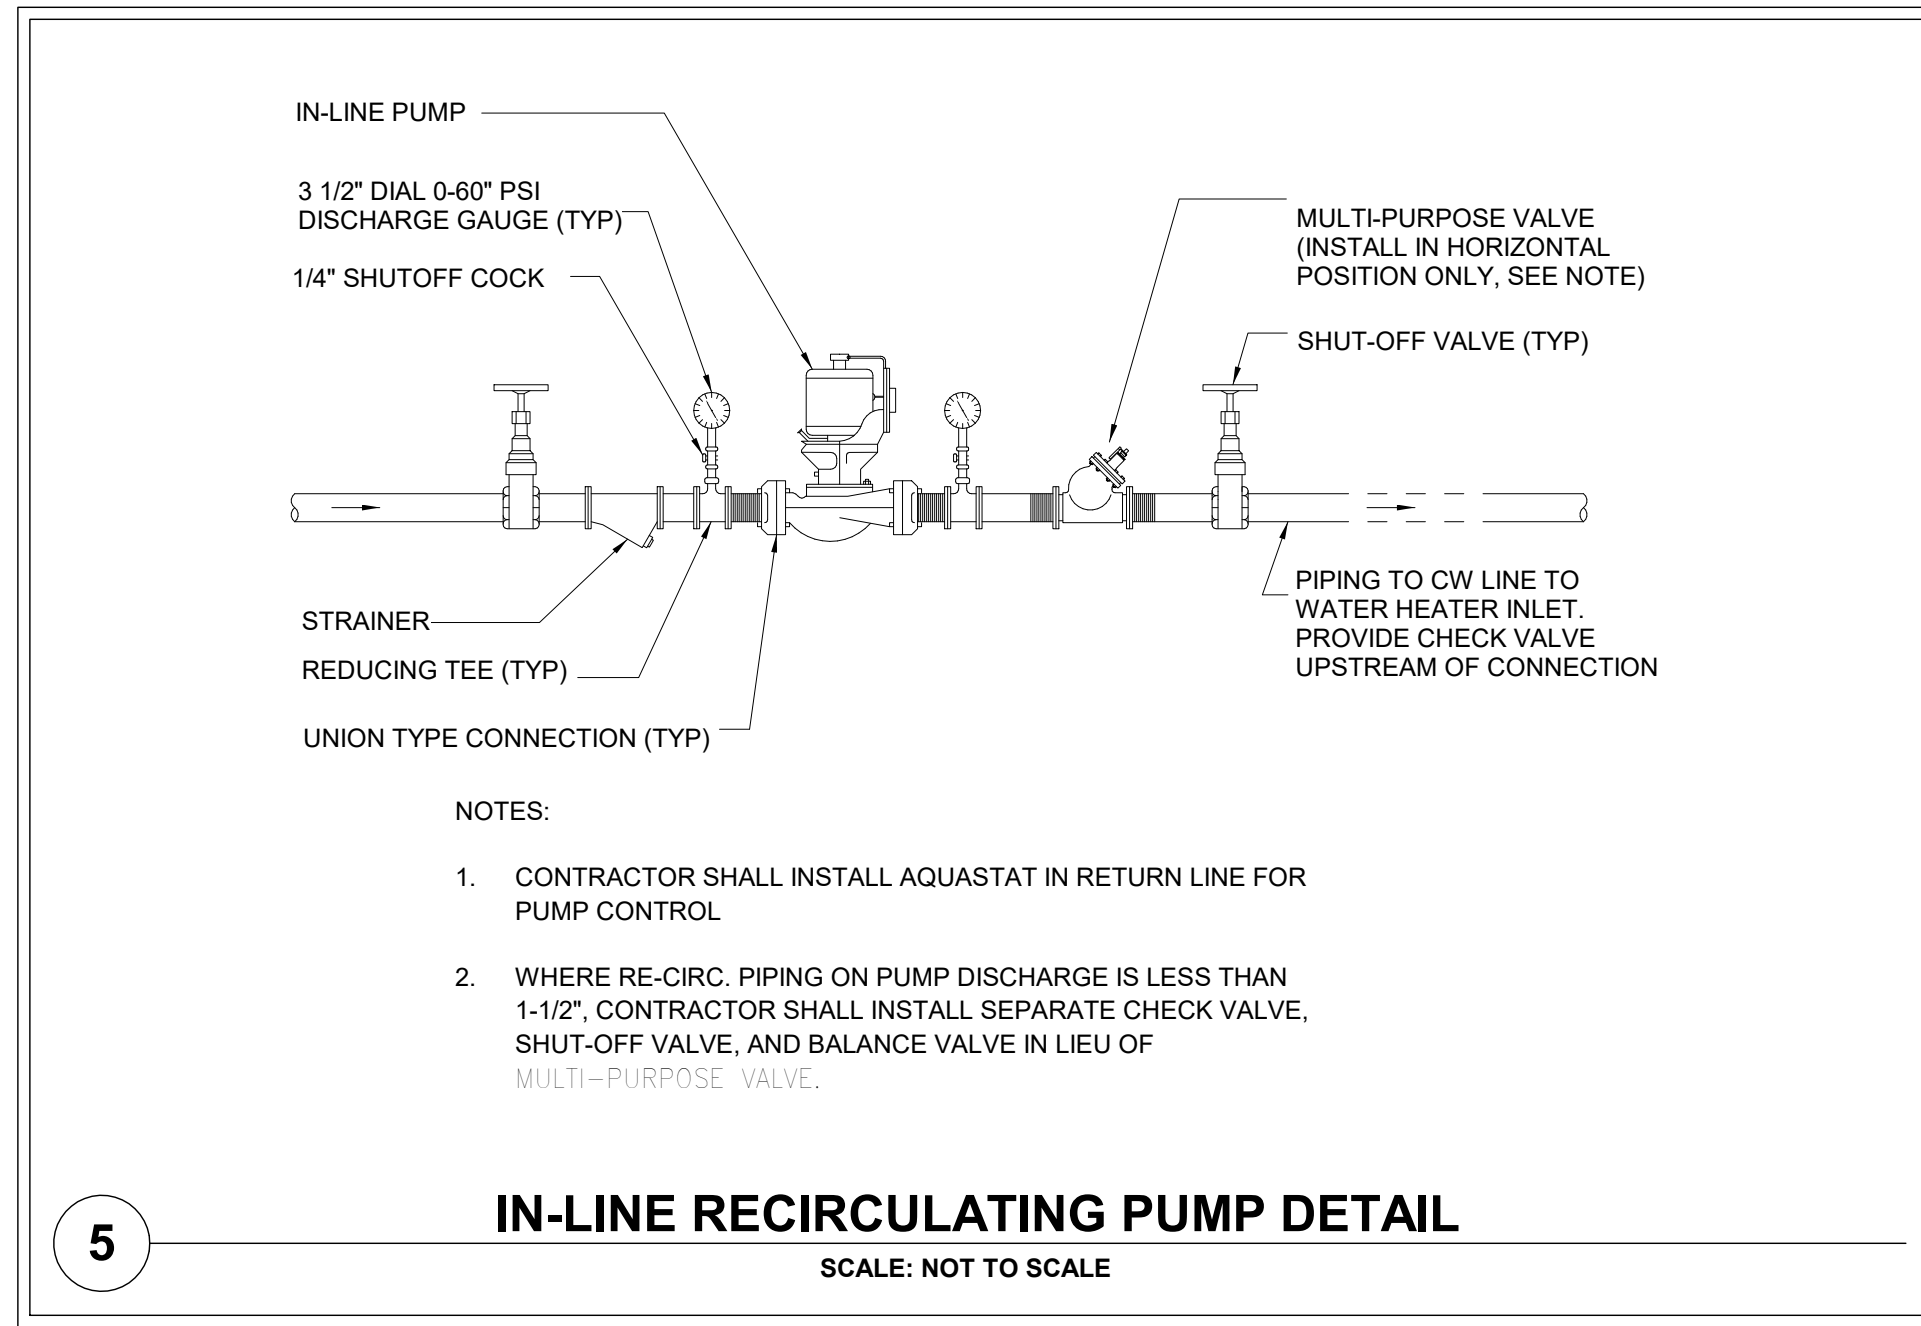 IN-LINE PUMP
3 1/2" DIAL 0-60" PSI
DISCHARGE GAUGE (TYP)
1/4" SHUTOFF COCK
MULTI-PURPOSE VALVE
(INSTALL IN HORIZONTAL
POSITION ONLY, SEE NOTE)
SHUT-OFF VALVE (TYP)
STRAINER
REDUCING TEE (TYP)
UNION TYPE CONNECTION (TYP)
PIPING TO CW LINE TO
WATER HEATER INLET.
PROVIDE CHECK VALVE
UPSTREAM OF CONNECTION
NOTES:
1. CONTRACTOR SHALL INSTALL AQUASTAT IN RETURN LINE FOR
PUMP CONTROL
2. WHERE RE-CIRC. PIPING ON PUMP DISCHARGE IS LESS THAN
1-1/2", CONTRACTOR SHALL INSTALL SEPARATE CHECK VALVE,
SHUT-OFF VALVE, AND BALANCE VALVE IN LIEU OF
MULTI-PURPOSE VALVE.
5
IN-LINE RECIRCULATING PUMP DETAIL
SCALE: NOT TO SCALE